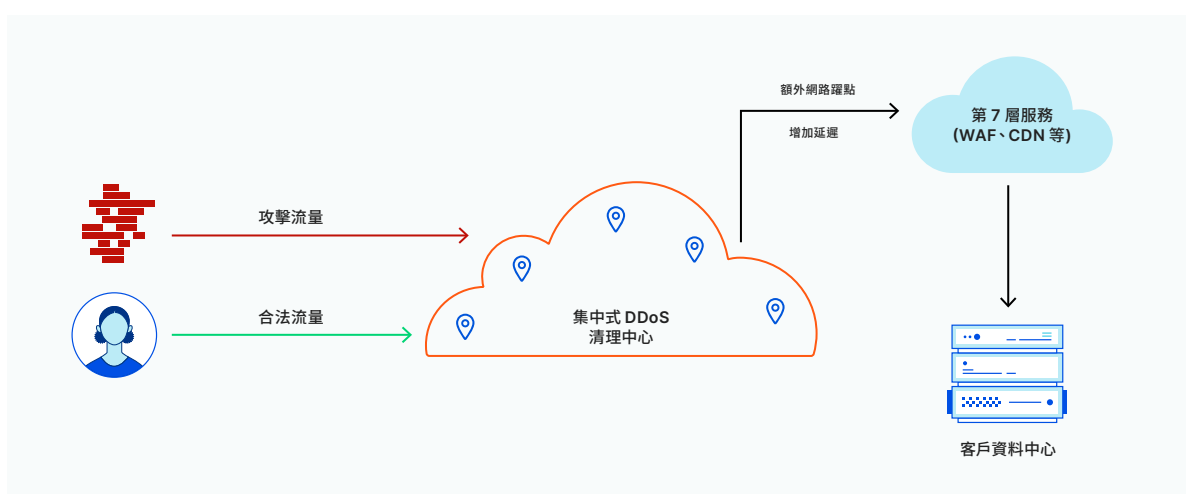 額外網路躍點
增加延遲
第 7 層服務
(WAF、CDN 等)
攻擊流量
合法流量
集中式 DDoS
清理中心
客戶資料中心